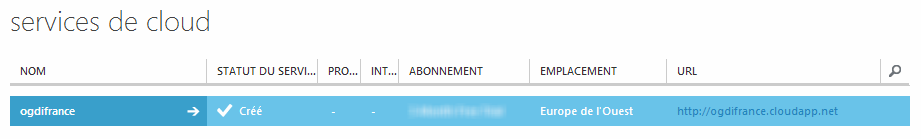 services de cloud
NOM STATUT DU SERVI... PRO... INT... ABONNEMENT EMPLACEMENT URL
ogdifrance Créé - - Europe de l'Ouest http://ogdifrance.cloudapp.net